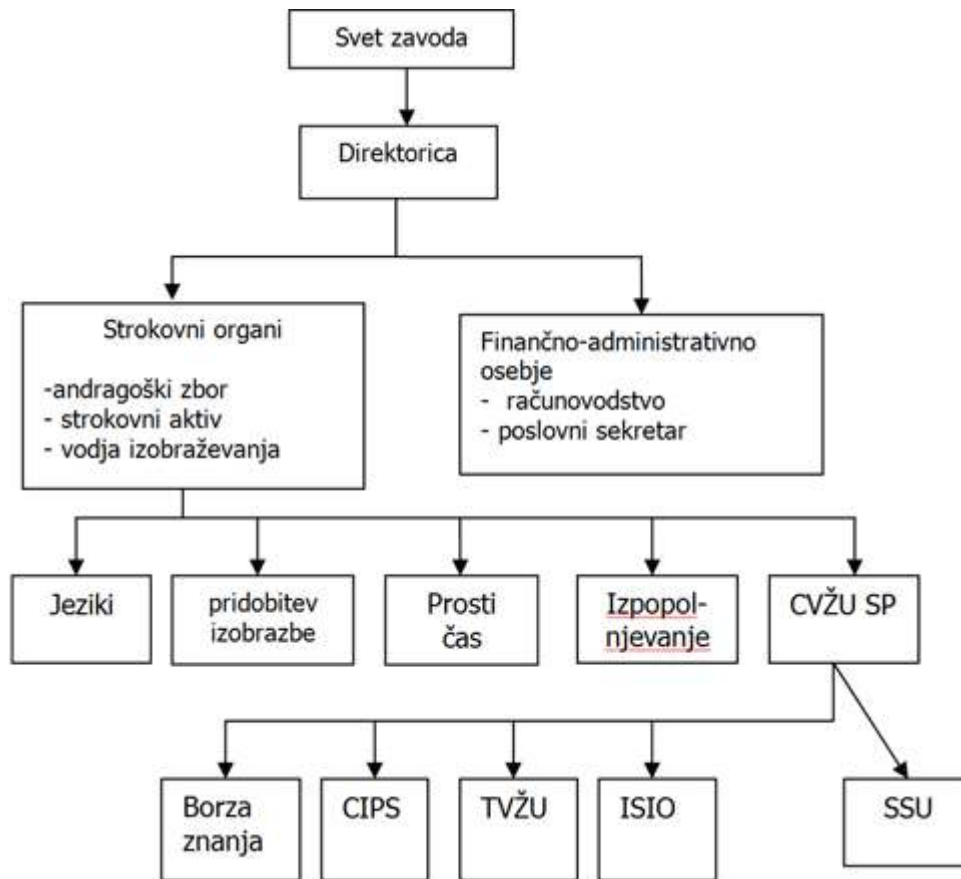 Svet zavoda
Direktorica
Strokovni organi
-andragoški zbor
- strokovni aktiv
- vodja izobraževanja
Finančno-administrativno
osebje
- računovodstvo
- poslovni sekretar
Jeziki
pridobitev
izobrazbe
Prosti
čas
Izpopol-
njevanje
CVŽU SP
Borza
znanja
CIPS
TVŽU
ISIO
SSU